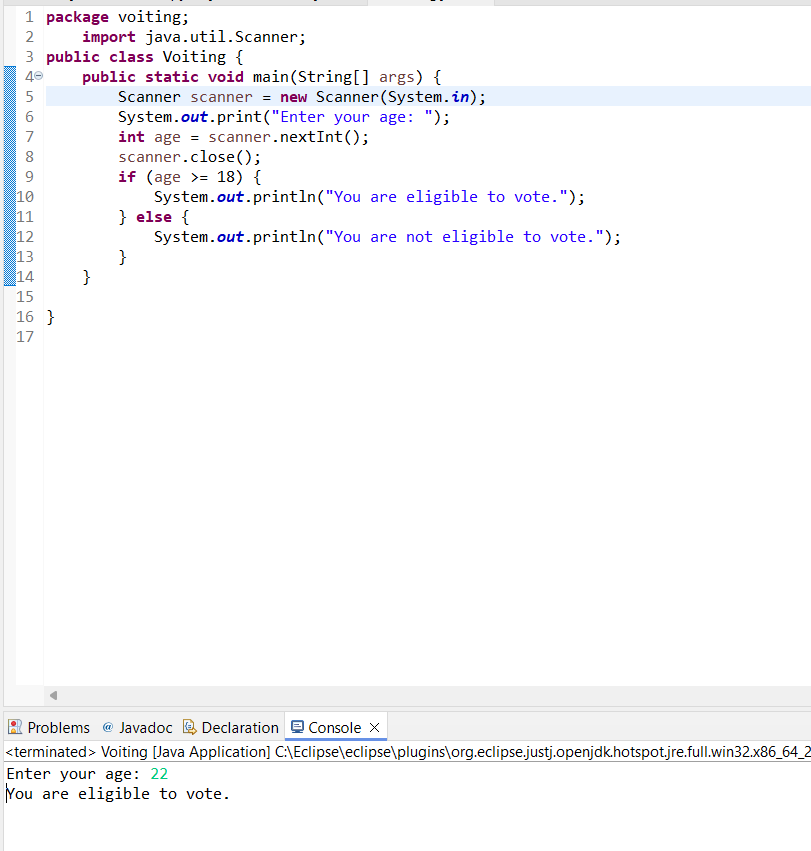 1 package voiting;
2     import java.util.Scanner;
3 public class Voiting {
4     public static void main(String[] args) {
5         Scanner scanner = new Scanner(System.in);
6         System.out.print("Enter your age: ");
7         int age = scanner.nextInt();
8         scanner.close();
9         if (age >= 18) {
10             System.out.println("You are eligible to vote.");
11         } else {
12             System.out.println("You are not eligible to vote.");
13         }
14     }
15
16 }
17
Problems @ Javadoc Declaration Console
<terminated> Voiting [Java Application] C:\Eclipse\eclipse\plugins\org.eclipse.justj.openjdk.hotspot.jre.full.win32.x86_64_2
Enter your age: 22
You are eligible to vote.